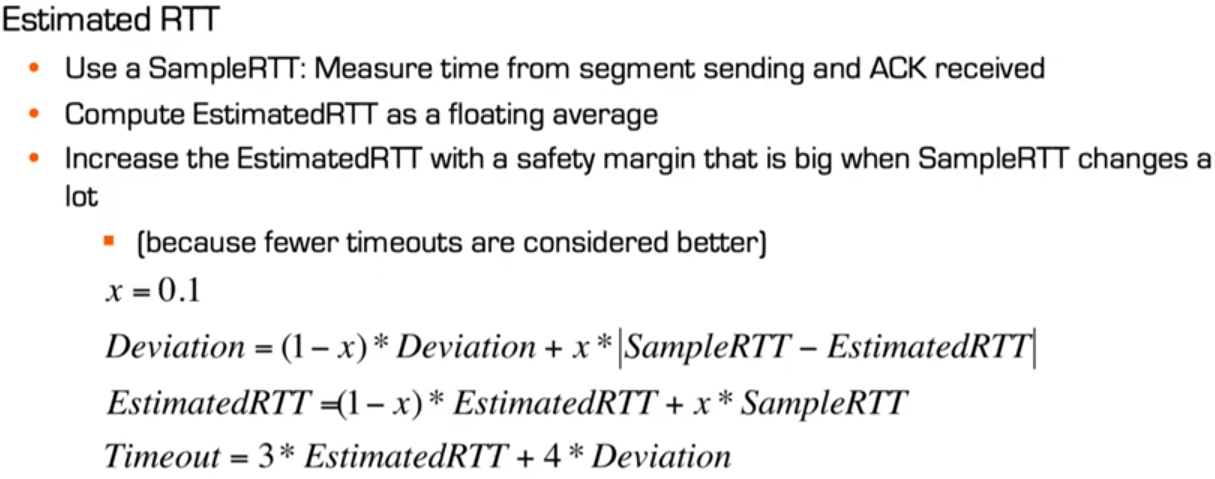 Estimated RTT
• Use a SampleRTT: Measure time from segment sending and ACK received
• Compute EstimatedRTT as a floating average
• Increase the EstimatedRTT with a safety margin that is big when SampleRTT changes a
lot
▪ (because fewer timeouts are considered better)
x = 0.1
Deviation = (1 − x) * Deviation + x * |SampleRTT − EstimatedRTT|
EstimatedRTT =(1 − x) * EstimatedRTT + x * SampleRTT
Timeout = 3 * EstimatedRTT + 4 * Deviation